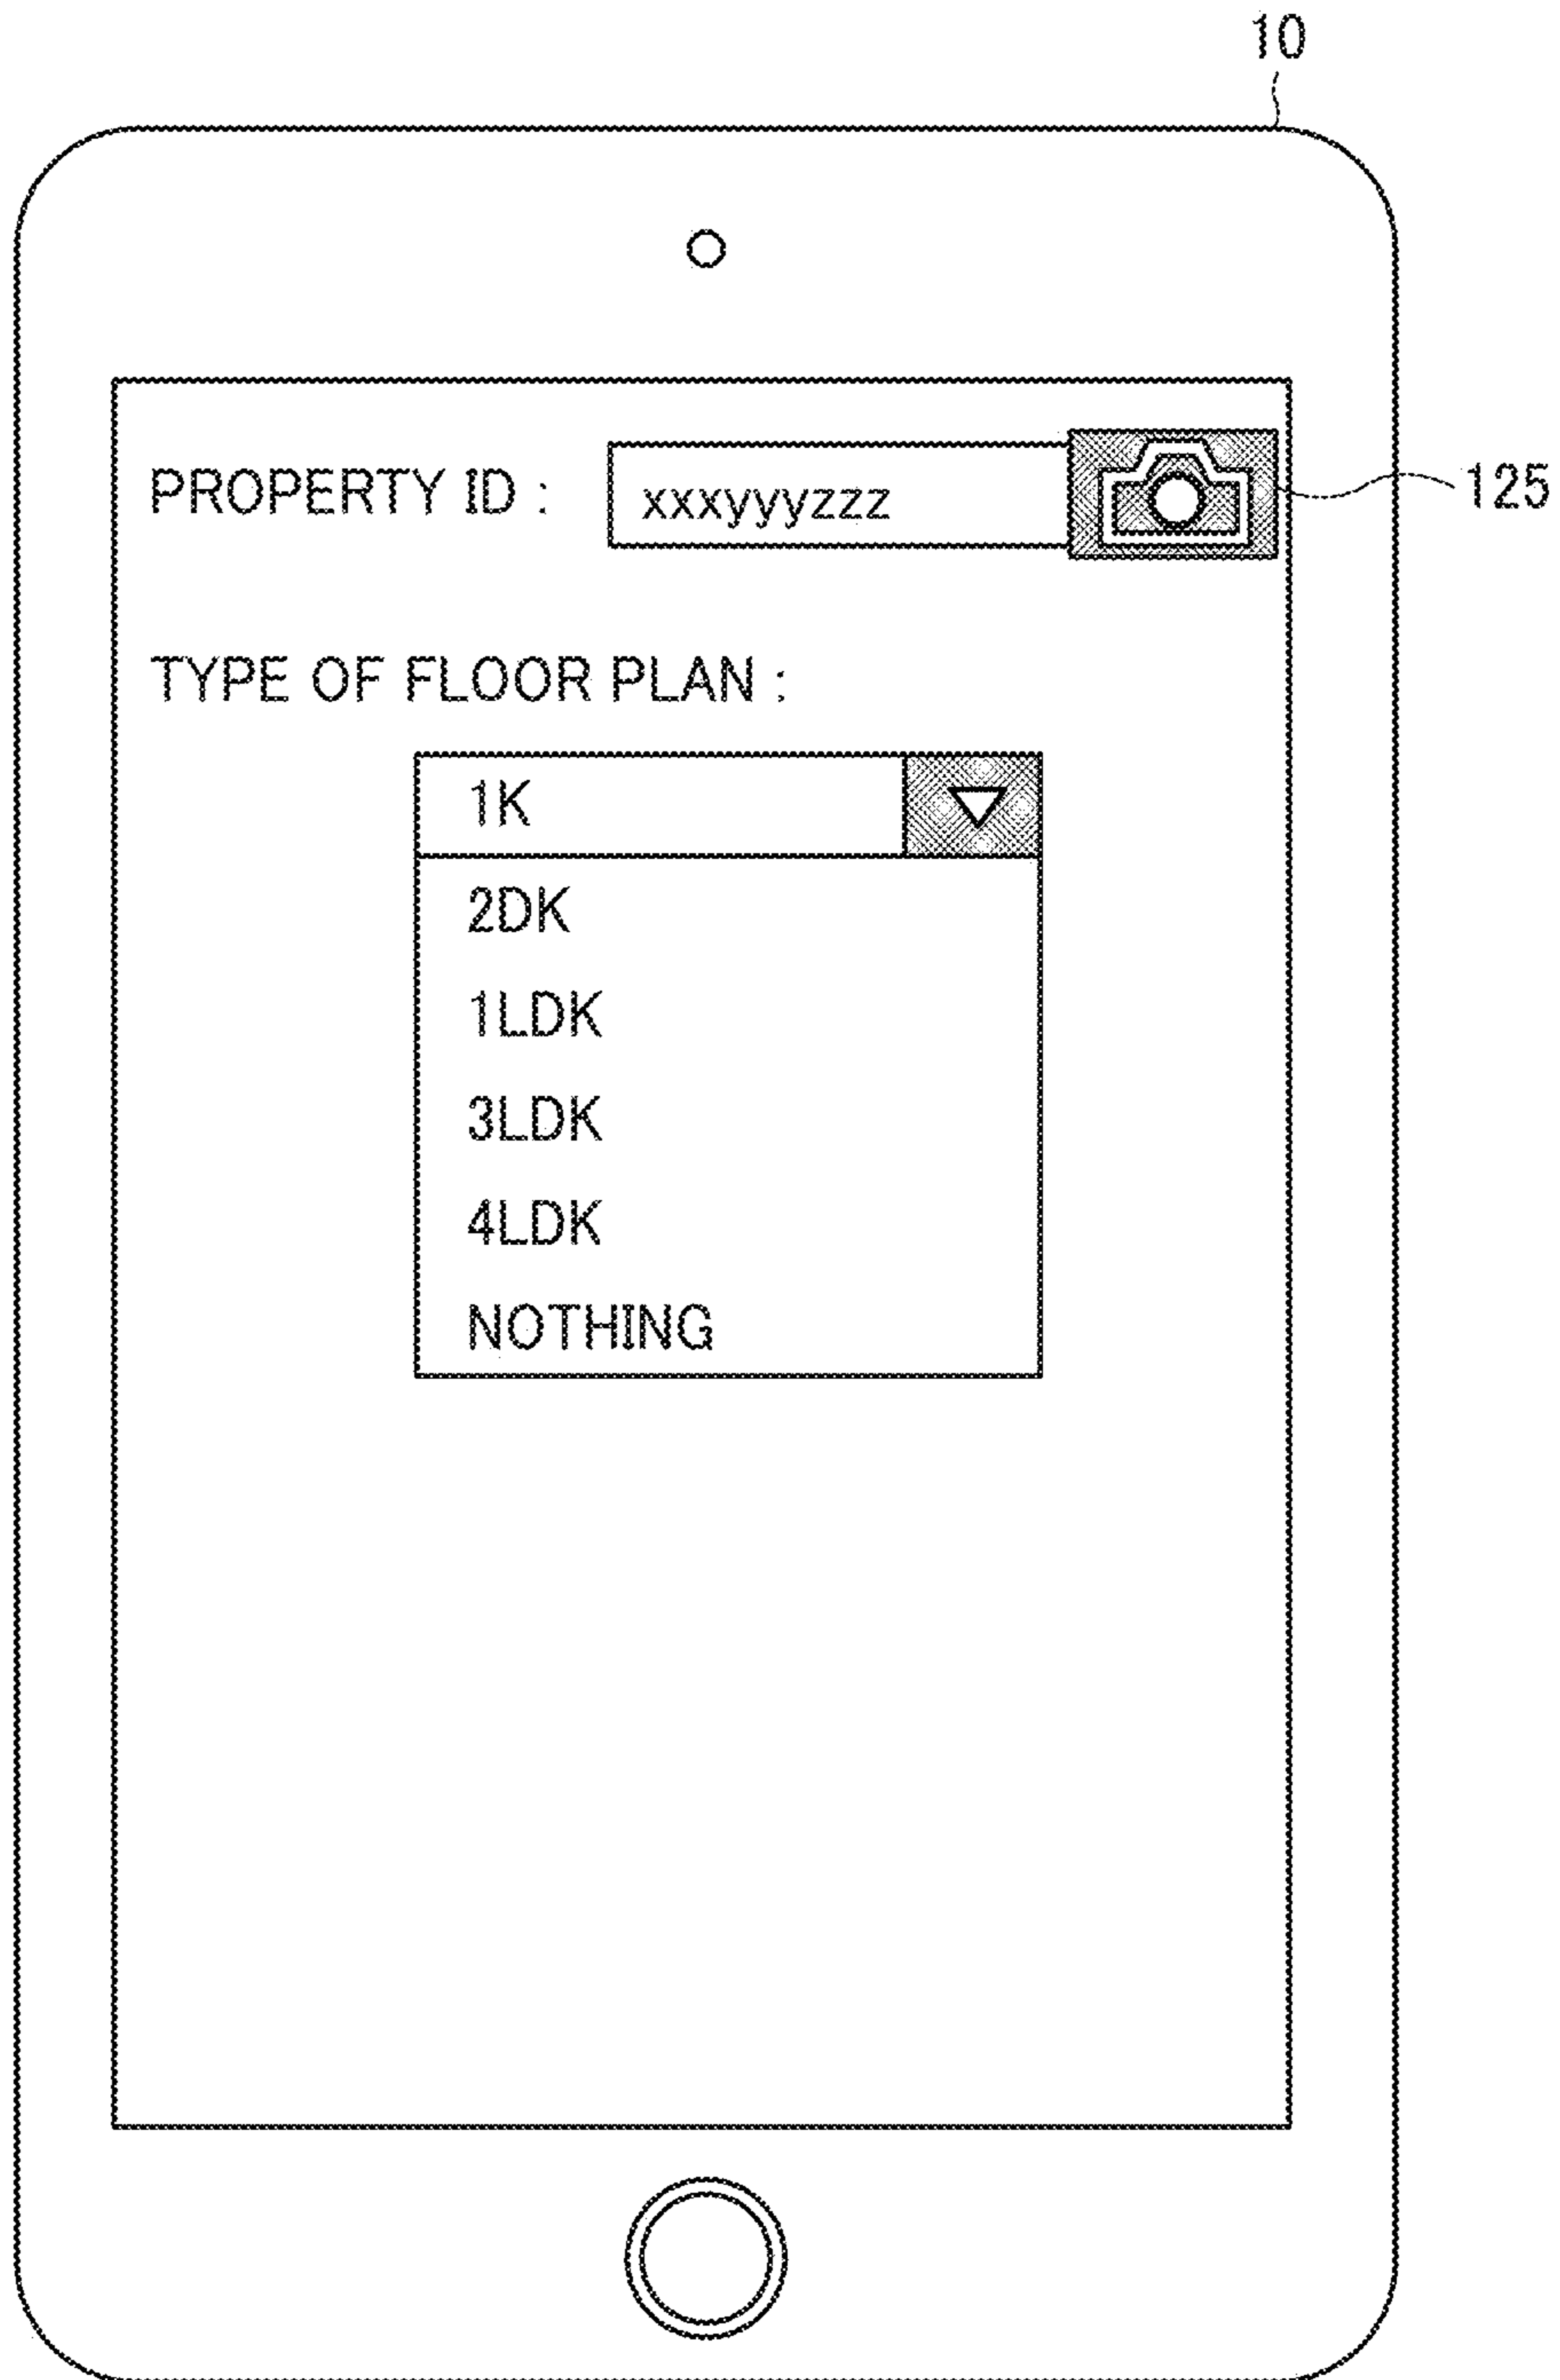 10
PROPERTY ID : xxxyyyzzz
125
TYPE OF FLOOR PLAN :
1K
2DK
1LDK
3LDK
4LDK
NOTHING